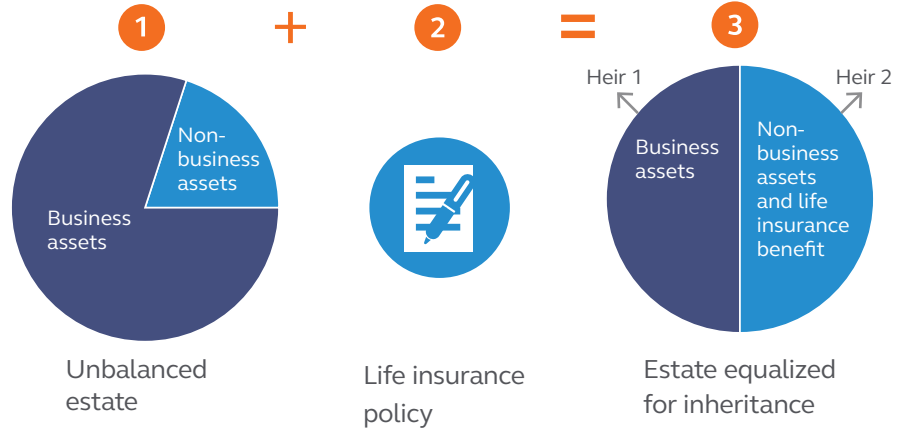 1
+
2
=
3
Non-
business
assets
Business
assets
Unbalanced
estate
Life insurance
policy
Heir 1
Heir 2
Business
assets
Non-
business
assets
and life
insurance
benefit
Estate equalized
for inheritance